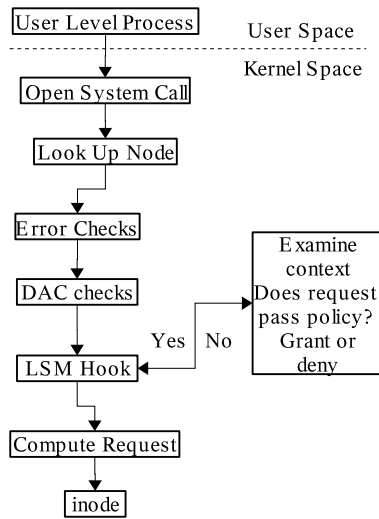 User Level Process
User Space
Kernel Space
Open System Call
Look Up Node
Error Checks
DAC checks
Examine
context
Does request
pass policy?
Grant or
deny
Yes
No
LSM Hook
Compute Request
inode